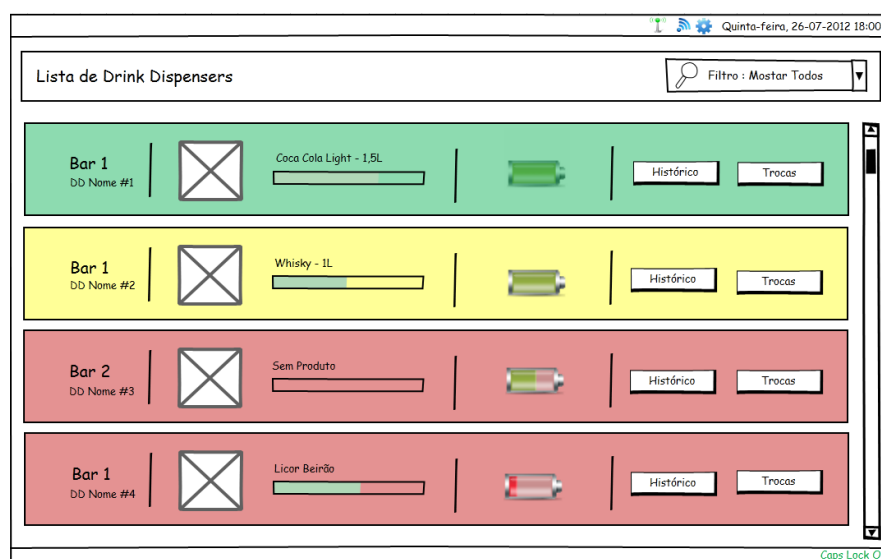 Quinta-feira, 26-07-2012 18:00
Lista de Drink Dispensers
Filtro : Mostar Todos
Bar 1
DD Nome #1
Coca Cola Light - 1,5L
Histórico
Trocas
Bar 1
DD Nome #2
Whisky - 1L
Histórico
Trocas
Bar 2
DD Nome #3
Sem Produto
Histórico
Trocas
Bar 1
DD Nome #4
Licor Beirão
Histórico
Trocas
Caps Lock O